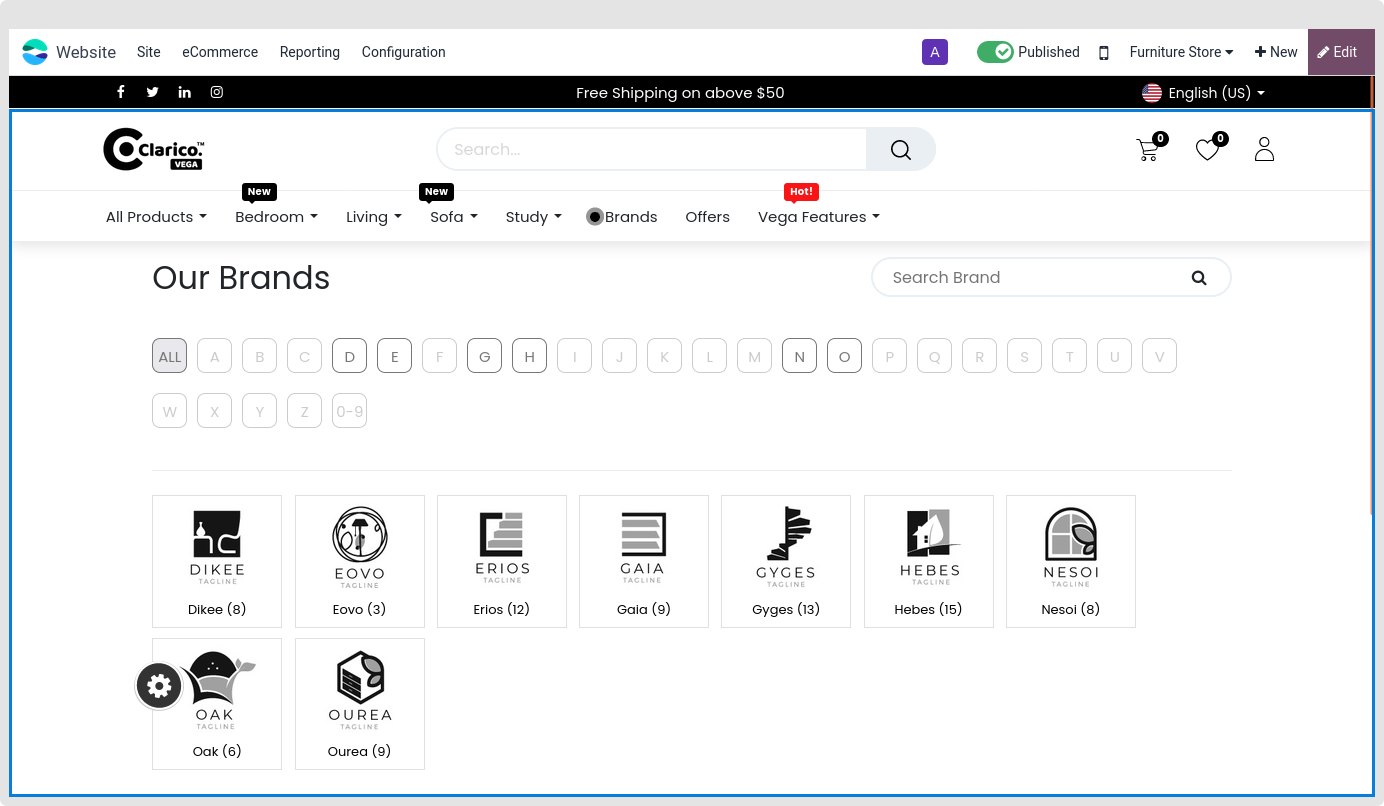 Website Site eCommerce Reporting Configuration A Published Furniture Store New Edit
Free Shipping on above $50 English (US)
Clarico.™ VEGA Search... 0 0
New New Hot!
All Products Bedroom Living Sofa Study Brands Offers Vega Features
Our Brands Search Brand
ALL A B C D E F G H I J K L M N O P Q R S T U V
W X Y Z 0-9
DIKEE EOVO ERIOS GAIA GYGES HEBES NESOI
TAGLINE TAGLINE TAGLINE TAGLINE TAGLINE TAGLINE TAGLINE
Dikee (8) Eovo (3) Erios (12) Gaia (9) Gyges (13) Hebes (15) Nesoi (8)
OAK OUREA
TAGLINE TAGLINE
Oak (6) Ourea (9)